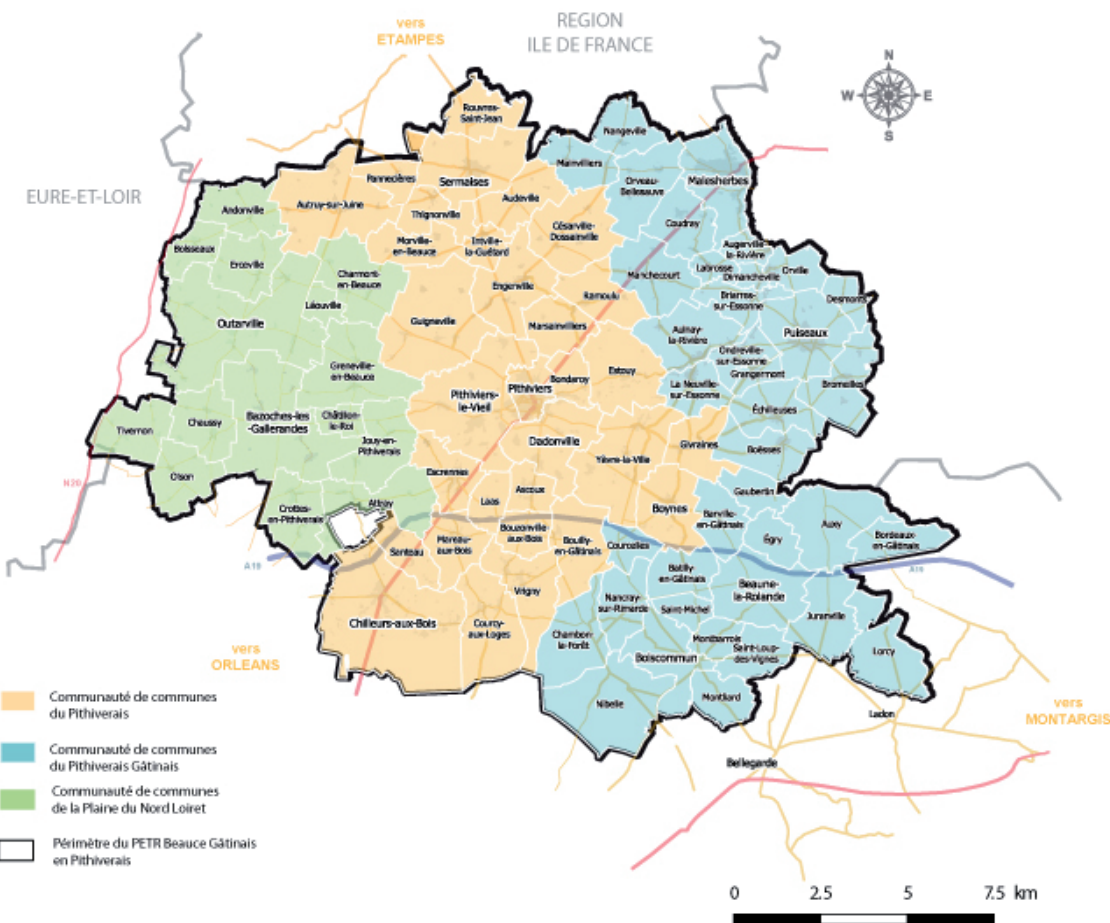 vers
ETAMPES
REGION
ILE DE FRANCE
N
W
E
S
EURE-ET-LOIR
Rouvres-
Saint-Jean
Nangeville
Mainvilliers
Pannecières
Sermaises
Orveau-
Bellesauve
Malesherbes
Autruy-sur-Juine
Audeville
Andonville
Thignonville
Césarville-
Dossainville
Coudray
Boisseaux
Morville-
en-Beauce
Intville-
la-Guétard
Augerville-
la-Rivière
Erceville
Charmont-
en-Beauce
Manchecourt
Labrosse
Dimancheville
Orville
Engenville
Ramoulu
Briarres-
sur-Essonne
Desmonts
Léouville
Outarville
Guigneville
Marsainvilliers
Aulnay-
la-Rivière
Puiseaux
Ondreville-
sur-Essonne
Grangermont
Greneville-
en-Beauce
Estouy
Bondaroy
Pithiviers
Pithiviers-
le-Vieil
La Neuville-
sur-Essonne
Bromeilles
Échilleuses
Tivernon
Chaussy
Bazoches-les
-Gallerandes
Châtillon-
le-Roi
Jouy-en-
Pithiverais
Dadonville
Givraines
Boësses
Yèvre-la-Ville
Oison
Escrennes
Ascoux
Laas
N20
Attray
Crottes-
en-Pithiverais
Boynes
Gaubertin
Barville-
en-Gâtinais
Auxy
Bordeaux-
en-Gâtinais
Égry
Bouzonville-
aux-Bois
Mareau-
aux-Bois
Santeau
Bouilly-
en-Gâtinais
Courcelles
A19
A19
Batilly-
en-Gâtinais
Beaune-
la-Rolande
Vrigny
Nancray-
sur-Rimarde
Saint-Michel
Juranville
Chilleurs-aux-Bois
Courcy-
aux-Loges
Chambon-
la-Forêt
Montbarrois
Saint-Loup-
des-Vignes
Boiscommun
Lorcy
vers
ORLEANS
Nibelle
Montliard
Ladon
vers
MONTARGIS
Bellegarde
Communauté de communes
du Pithiverais
Communauté de communes
du Pithiverais Gâtinais
Communauté de communes
de la Plaine du Nord Loiret
Périmètre du PETR Beauce Gâtinais
en Pithiverais
0 2.5 5 7.5 km